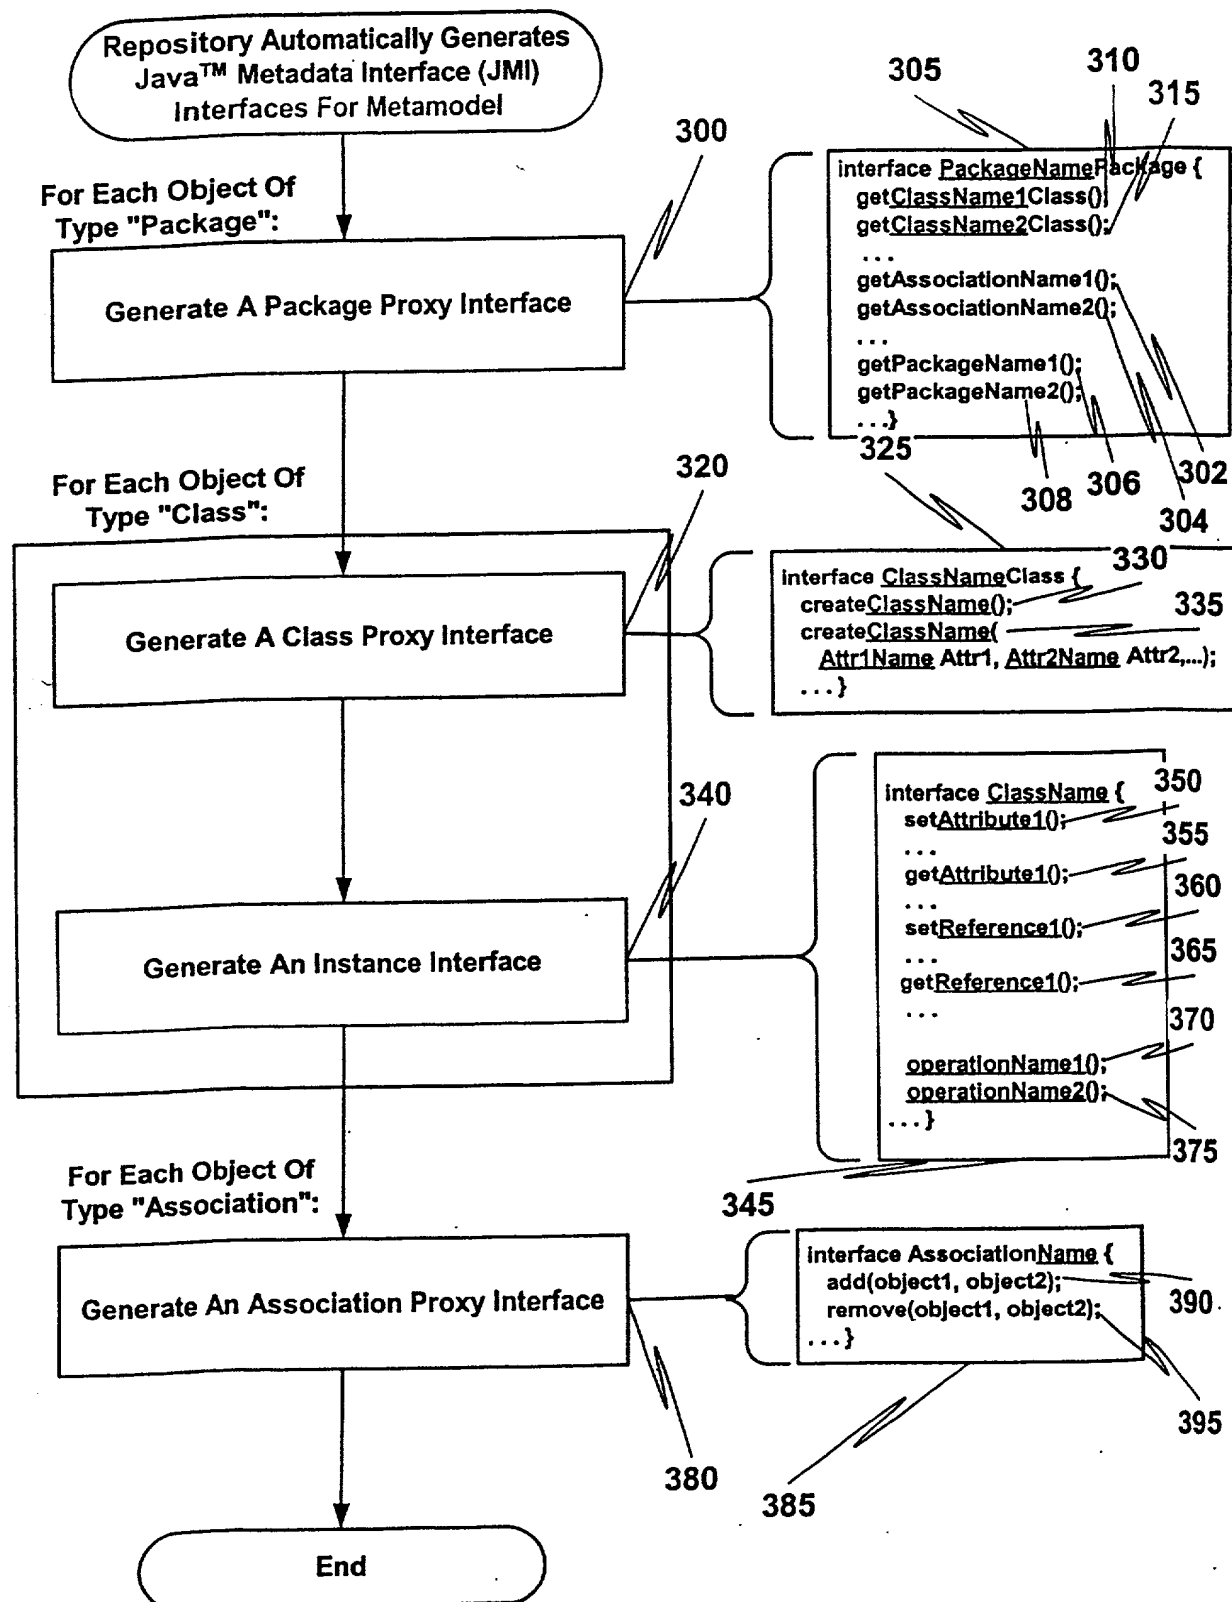 Repository Automatically Generates
Java™ Metadata Interface (JMI)
Interfaces For Metamodel
For Each Object Of
Type "Package":
300
Generate A Package Proxy Interface
305
310
315
interface PackageNamePackage {
getClassName1Class();
getClassName2Class();
...
getAssociationName1();
getAssociationName2();
...
getPackageName1();
getPackageName2();
...}
302
304
306
308
For Each Object Of
Type "Class":
320
Generate A Class Proxy Interface
325
interface ClassNameClass {
createClassName();
createClassName(
Attr1Name Attr1, Attr2Name Attr2,...);
...}
330
335
340
Generate An Instance Interface
interface ClassName {
setAttribute1();
...
getAttribute1();
...
setReference1();
...
getReference1();
...
operationName1();
operationName2();
...}
350
355
360
365
370
375
345
For Each Object Of
Type "Association":
Generate An Association Proxy Interface
380
interface AssociationName {
add(object1, object2);
remove(object1, object2);
...}
390
395
385
End